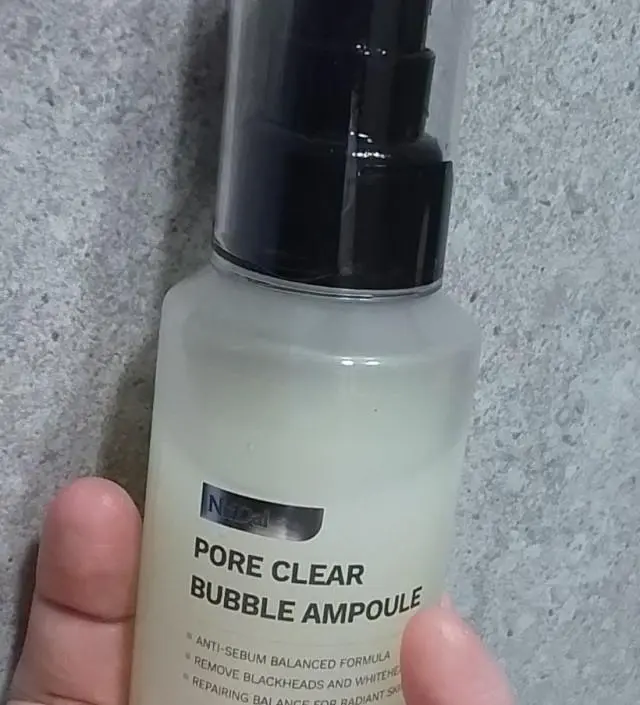 PORE CLEAR
BUBBLE AMPOULE
ANTI-SEBUM BALANCED FORMULA
REMOVE BLACKHEADS AND
REPAIRING BALANCE FOR RADIANT